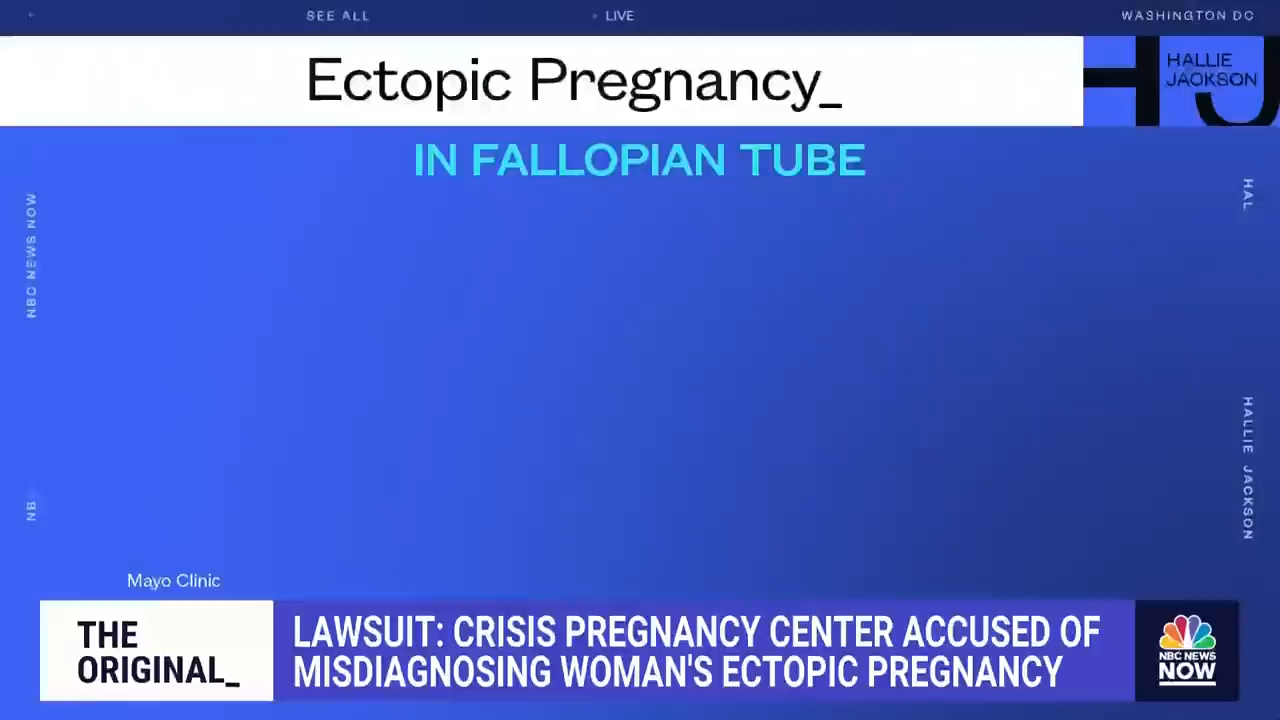 SEE ALL
LIVE
WASHINGTON DC
Ectopic Pregnancy_
HJ
HALLIE
JACKSON
IN FALLOPIAN TUBE
NBC NEWS NOW
HAL
NB
HALLIE JACKSON
Mayo Clinic
THE
ORIGINAL_
LAWSUIT: CRISIS PREGNANCY CENTER ACCUSED OF
MISDIAGNOSING WOMAN'S ECTOPIC PREGNANCY
NBC NEWS
NOW